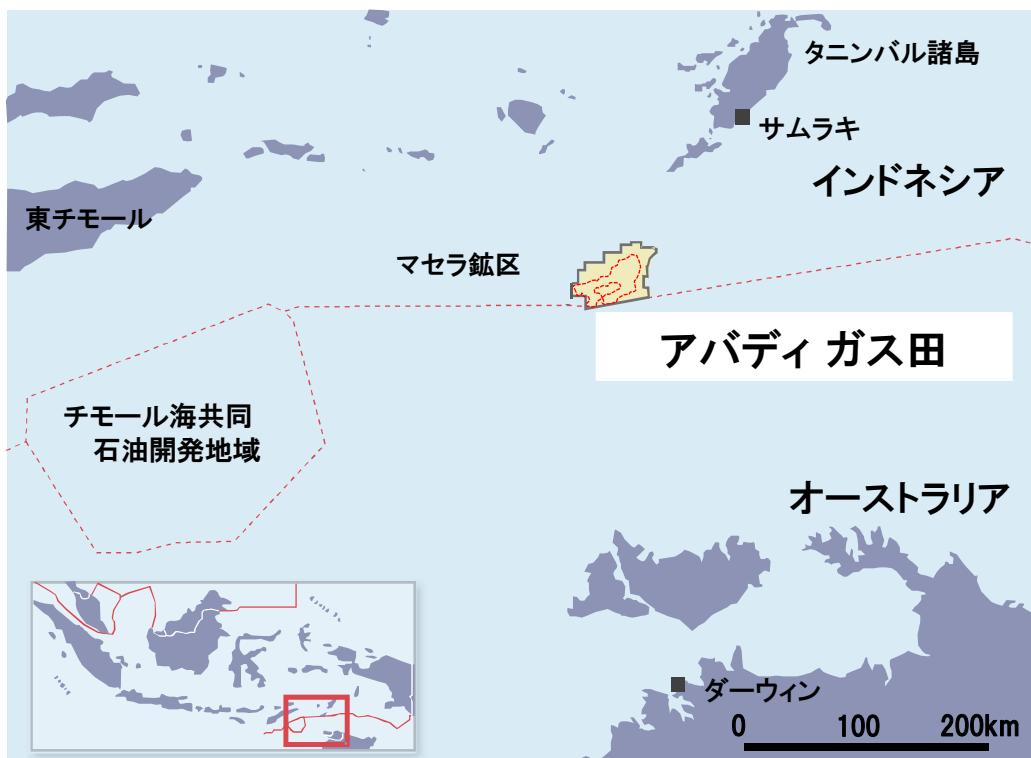 タニンバル諸島
サムラキ
インドネシア
東チモール
マセラ鉱区
アバディ ガス田
チモール海共同
石油開発地域
オーストラリア
ダーウィン
0 100 200km